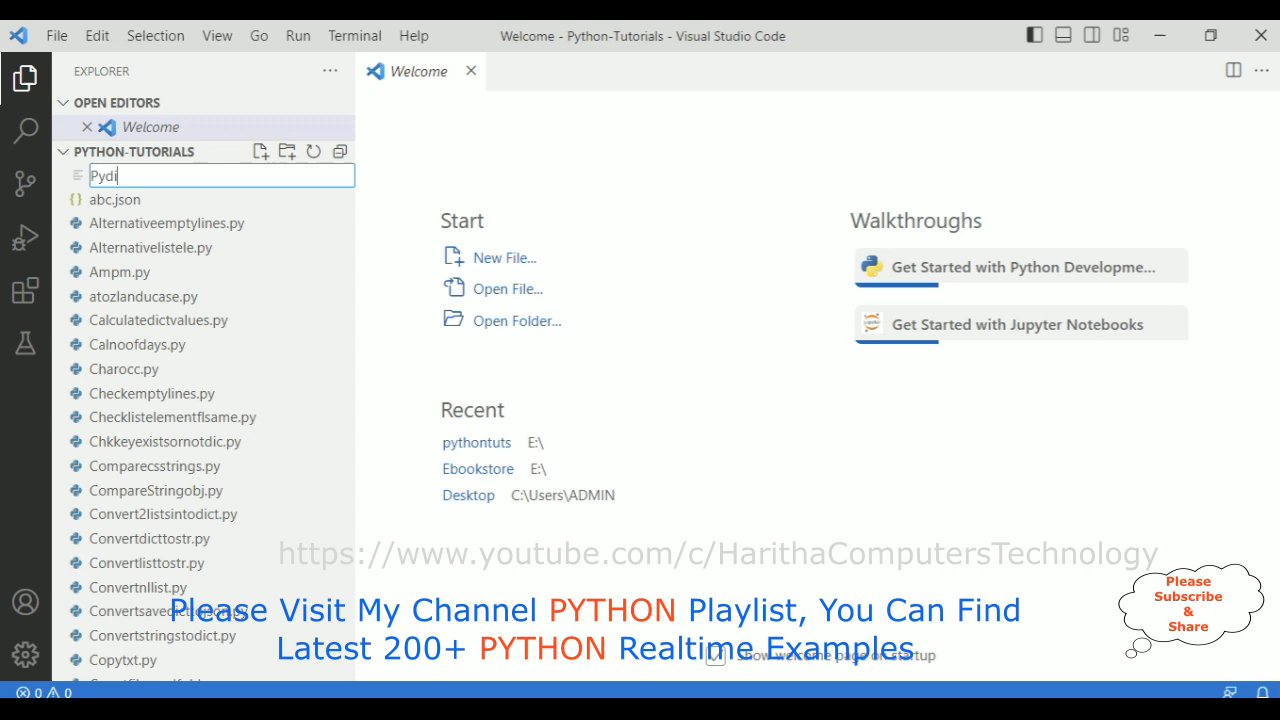 File Edit Selection View Go Run Terminal Help Welcome - Python-Tutorials - Visual Studio Code
EXPLORER
Welcome
OPEN EDITORS
Welcome
PYTHON-TUTORIALS
Pydi
abc.json
Alternativeemptylines.py
Alternativelistele.py
Ampm.py
atozlanducase.py
Calculatedictvalues.py
Calnoofdays.py
Charocc.py
Checkemptylines.py
Checklistelementflsame.py
Chkkeyexistsornotdic.py
Comparecsstrings.py
CompareStringobj.py
Convert2listsintodict.py
Convertdicttostr.py
Convertlisttostr.py
Convertnllist.py
Convertstringstodict.py
Copytxt.py
Start
New File...
Open File...
Open Folder...
Recent
pythontuts E:\
Ebookstore E:\
Desktop C:\Users\ADMIN
Walkthroughs
Get Started with Python Developme...
Get Started with Jupyter Notebooks
https://www.youtube.com/c/HarithaComputersTechnology
Please Visit My Channel PYTHON Playlist, You Can Find
Latest 200+ PYTHON Realtime Examples
Show welcome page on startup
Please
Subscribe
&
Share
0 0